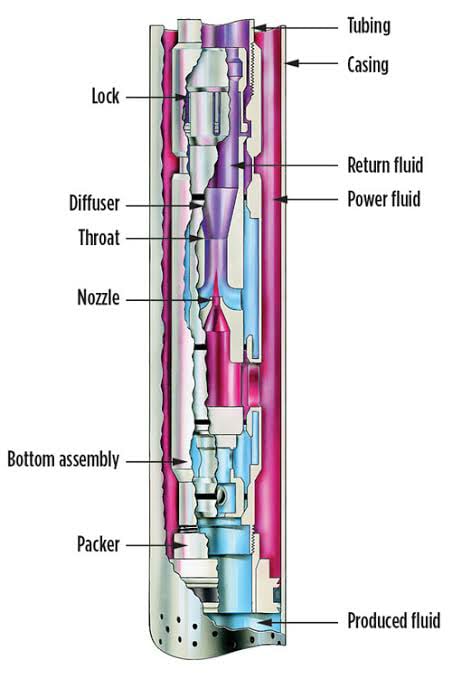 Tubing
Casing
Lock
Return fluid
Power fluid
Diffuser
Throat
Nozzle
Bottom assembly
Packer
Produced fluid